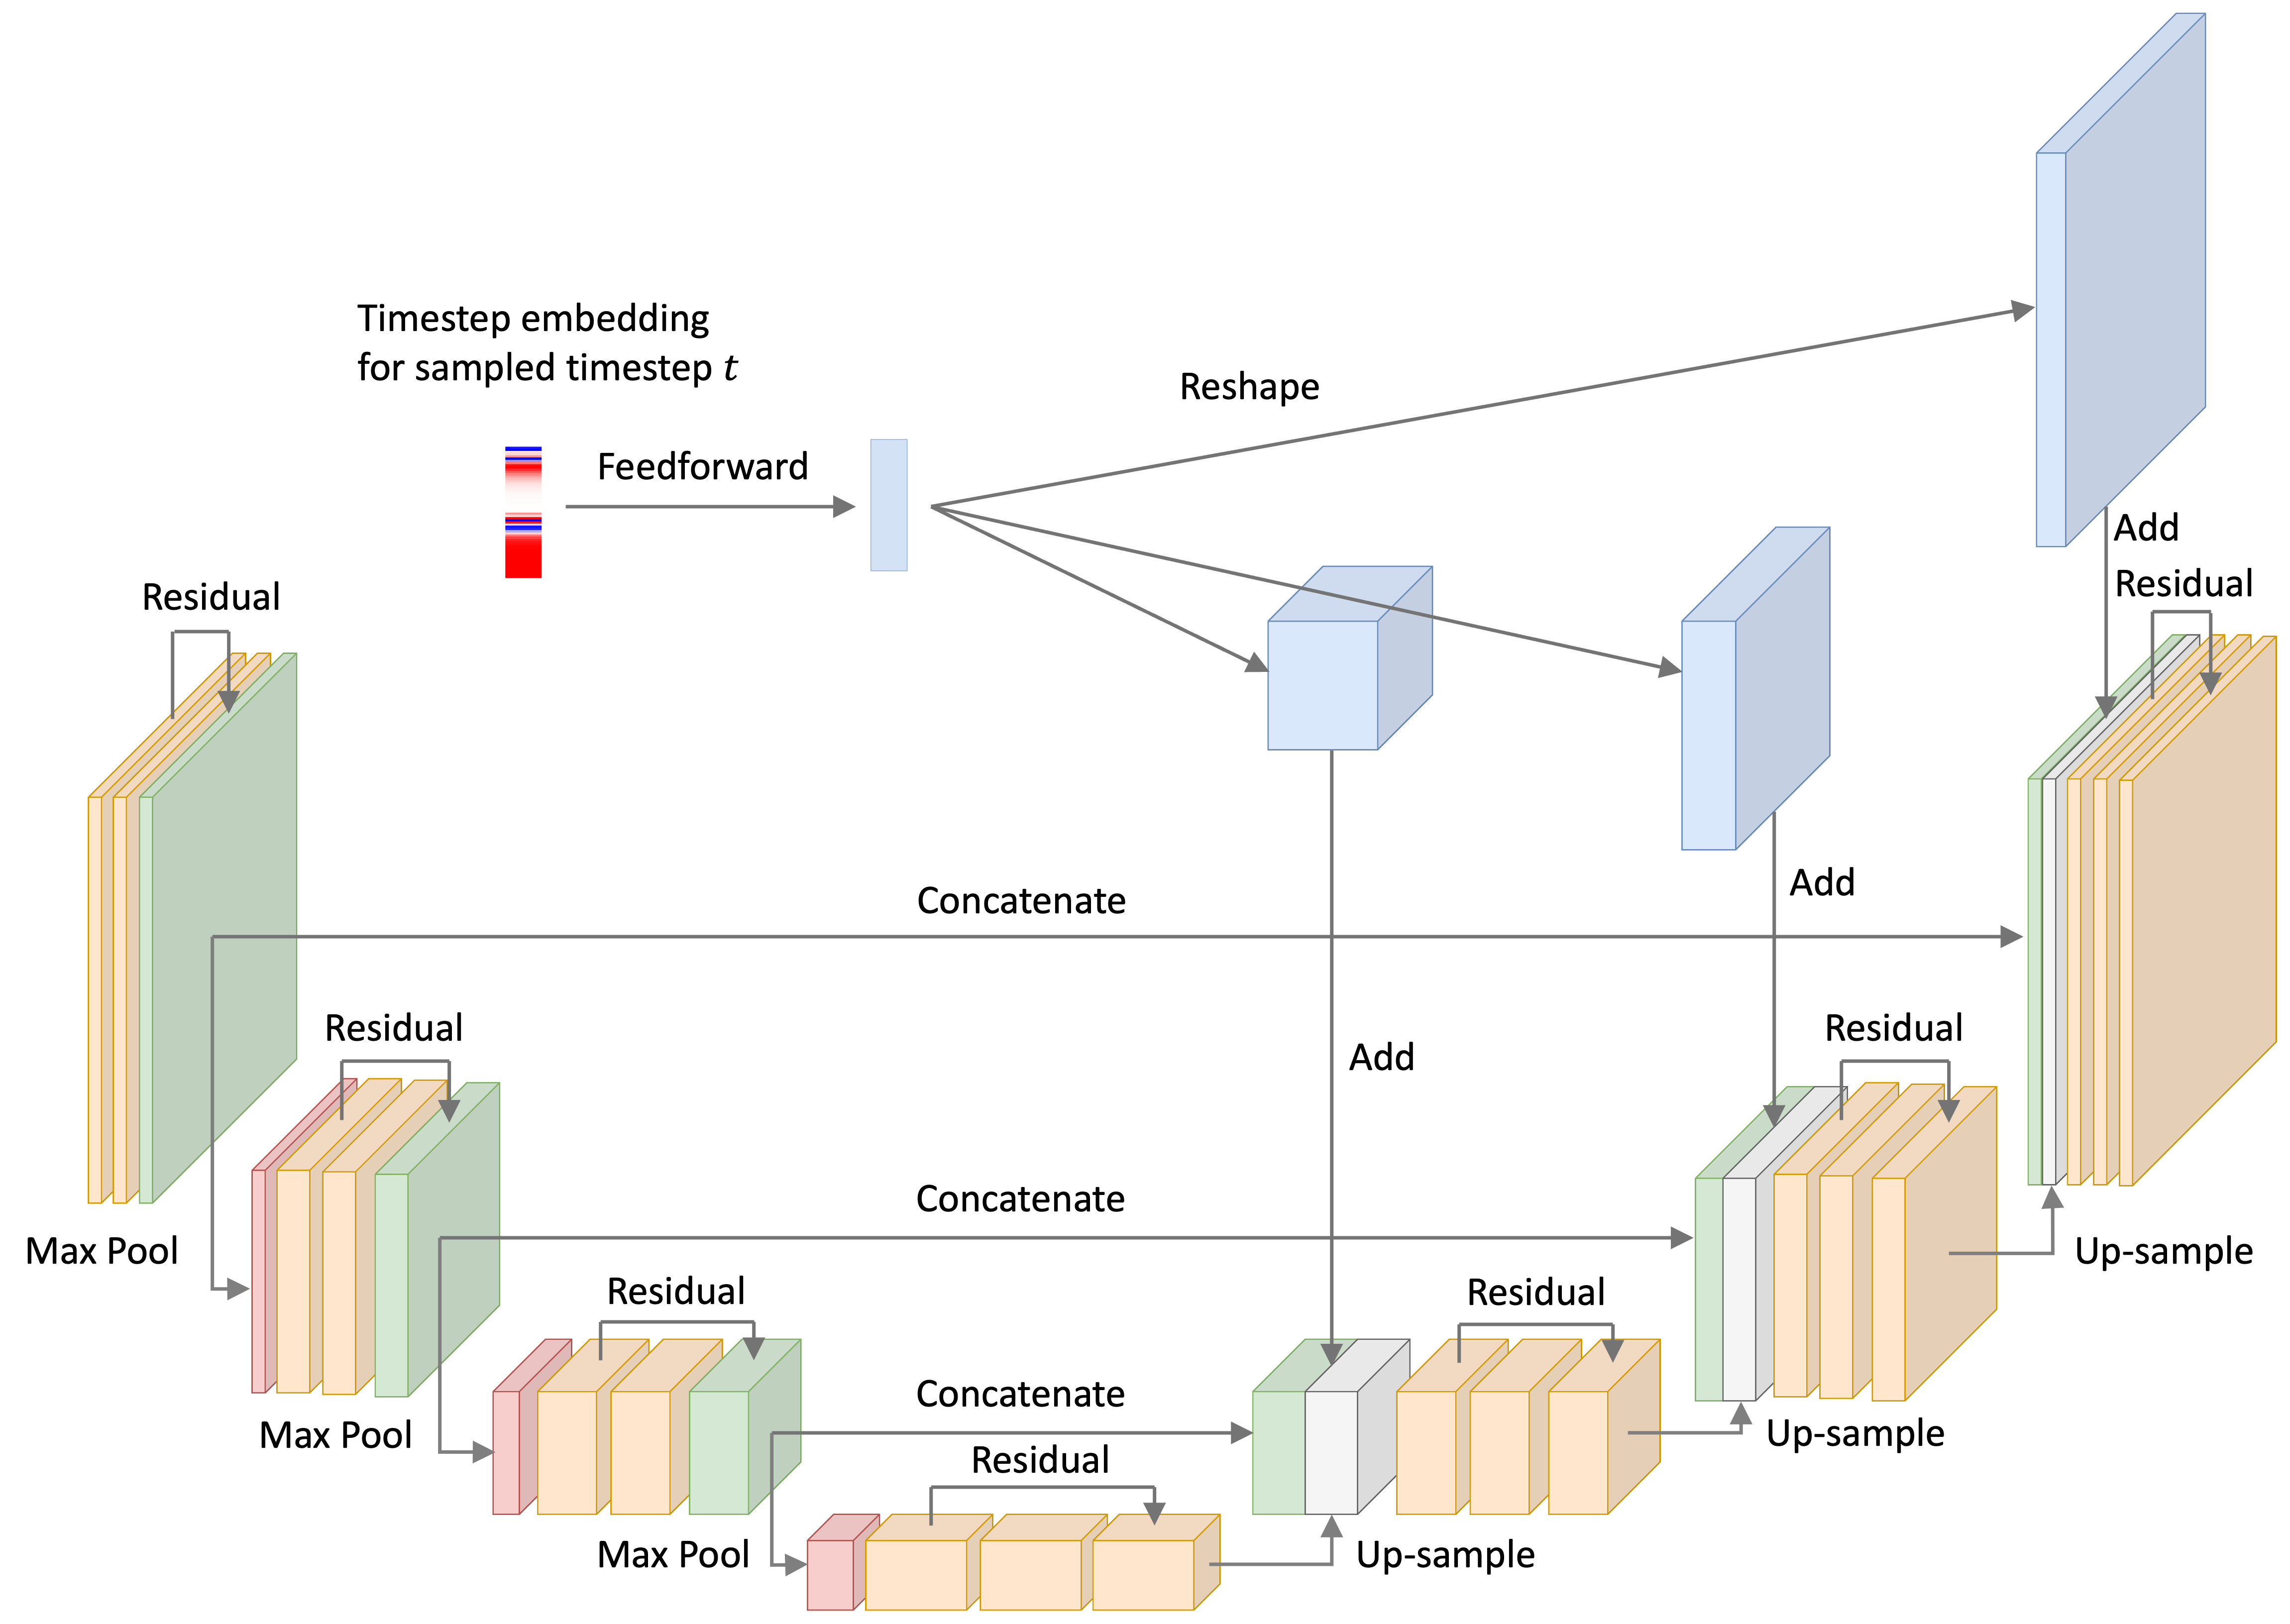 Timestep embedding
for sampled timestep t
Reshape
Feedforward
Add
Residual
Residual
Add
Concatenate
Residual
Residual
Add
Concatenate
Max Pool
Up-sample
Residual
Residual
Concatenate
Max Pool
Up-sample
Residual
Max Pool
Up-sample